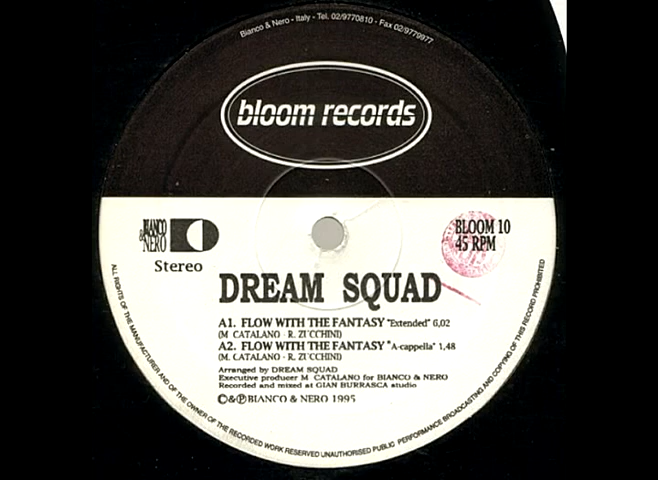 Bianco & Nero - Italy - Tel. 02/9770810 - Fax 02/9779977
bloom records
BIANCO
& NERO
Stereo
BLOOM 10
45 RPM
DREAM SQUAD
A1. FLOW WITH THE FANTASY "Extended" 6,02
(M. CATALANO - R. ZUCCHINI)
A2. FLOW WITH THE FANTASY "A-cappella" 1,48
(M. CATALANO - R. ZUCCHINI)
Arranged by DREAM SQUAD
Executive producer M. CATALANO for BIANCO & NERO
Recorded and mixed at GIAN BURRASCA studio
©&℗ BIANCO & NERO 1995
ALL RIGHTS OF THE MANUFACTURER AND OF THE OWNER OF THE RECORDED WORK RESERVED UNAUTHORISED PUBLIC PERFORMANCE BROADCASTING AND COPYING OF THIS RECORD PROHIBITED